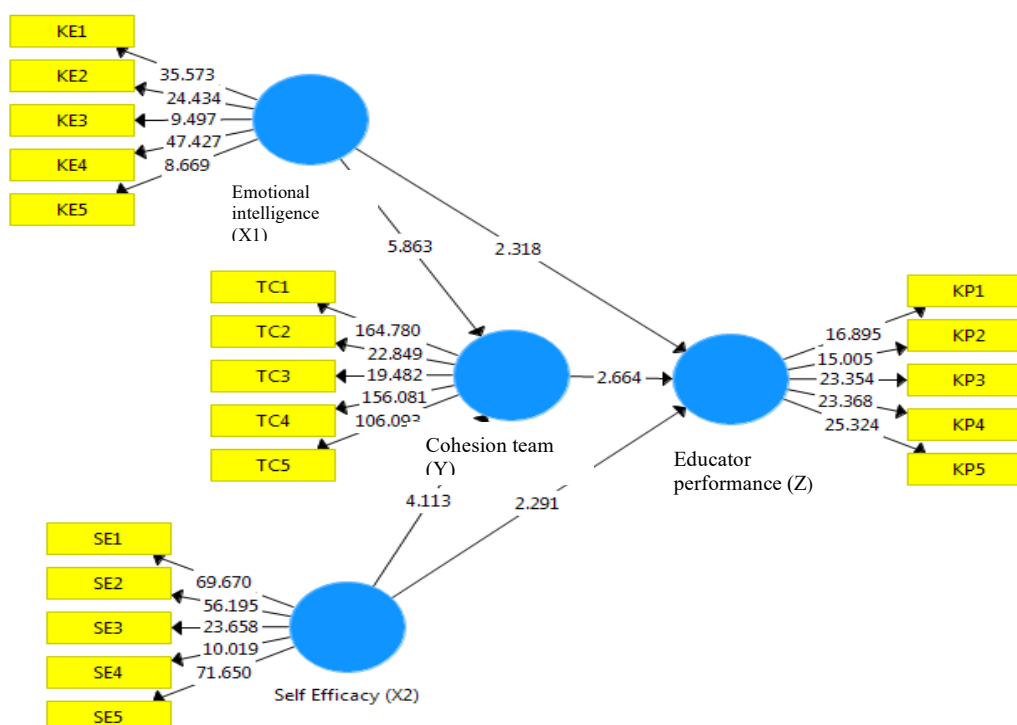 KE1
KE2
KE3
KE4
KE5
35.573
24.434
9.497
47.427
8.669
Emotional
intelligence
(X1)
5.863
2.318
TC1
TC2
TC3
TC4
TC5
164.780
22.849
19.482
156.081
106.093
Cohesion team
(Y)
2.664
KP1
KP2
KP3
KP4
KP5
16.895
15.005
23.354
23.368
25.324
Educator
performance (Z)
4.113
2.291
SE1
SE2
SE3
SE4
SE5
69.670
56.195
23.658
10.019
71.650
Self Efficacy (X2)